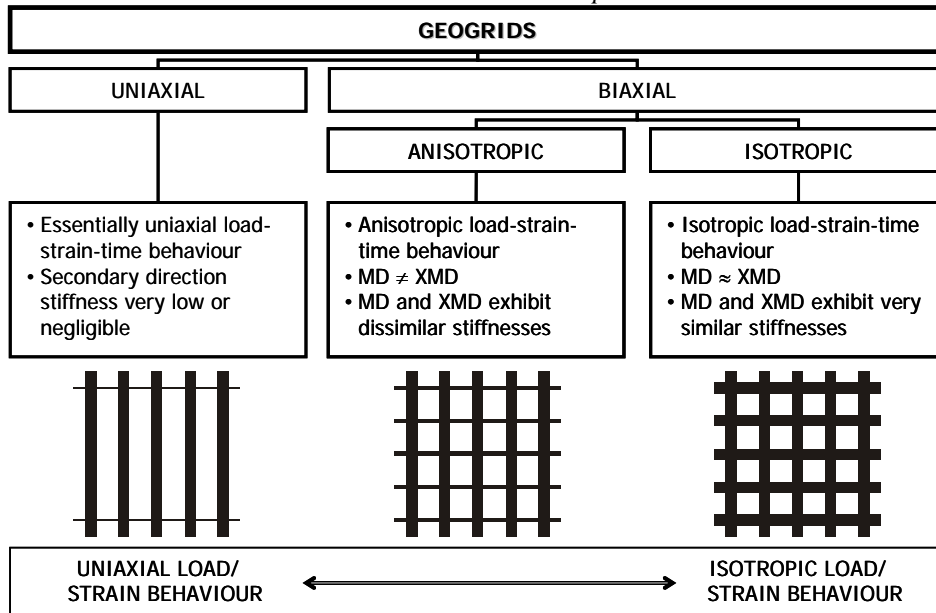 GEOGRIDS
UNIAXIAL
BIAXIAL
ANISOTROPIC
ISOTROPIC
• Essentially uniaxial load-
strain-time behaviour
• Secondary direction
stiffness very low or
negligible
• Anisotropic load-strain-
time behaviour
• MD ≠ XMD
• MD and XMD exhibit
dissimilar stiffnesses
• Isotropic load-strain-time
behaviour
• MD ≈ XMD
• MD and XMD exhibit very
similar stiffnesses
UNIAXIAL LOAD/
STRAIN BEHAVIOUR
ISOTROPIC LOAD/
STRAIN BEHAVIOUR